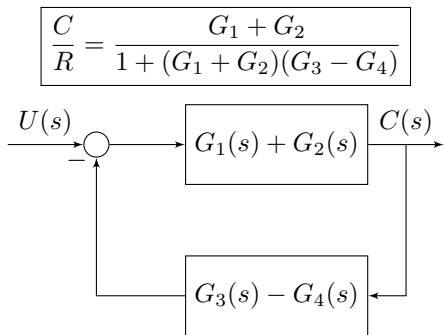 C/R = (G₁ + G₂)/(1 + (G₁ + G₂)(G₃ − G₄))
U(s)
C(s)
−
G₁(s) + G₂(s)
G₃(s) − G₄(s)